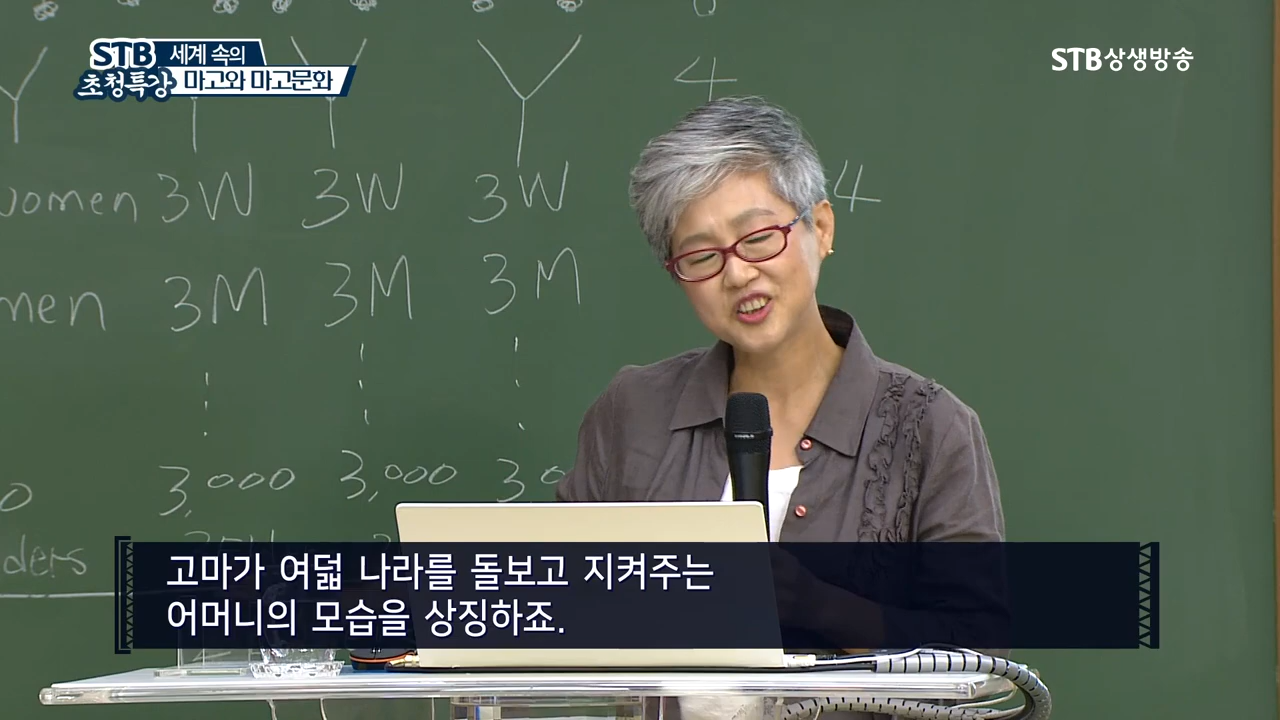 STB 세계 속의
초청특강 마고와 마고문화
STB상생방송
Y Y Y Y 4
women 3W 3W 3W 4
men 3M 3M 3M
3,000 3,000
고마가 여덟 나라를 돌보고 지켜주는
어머니의 모습을 상징하죠.